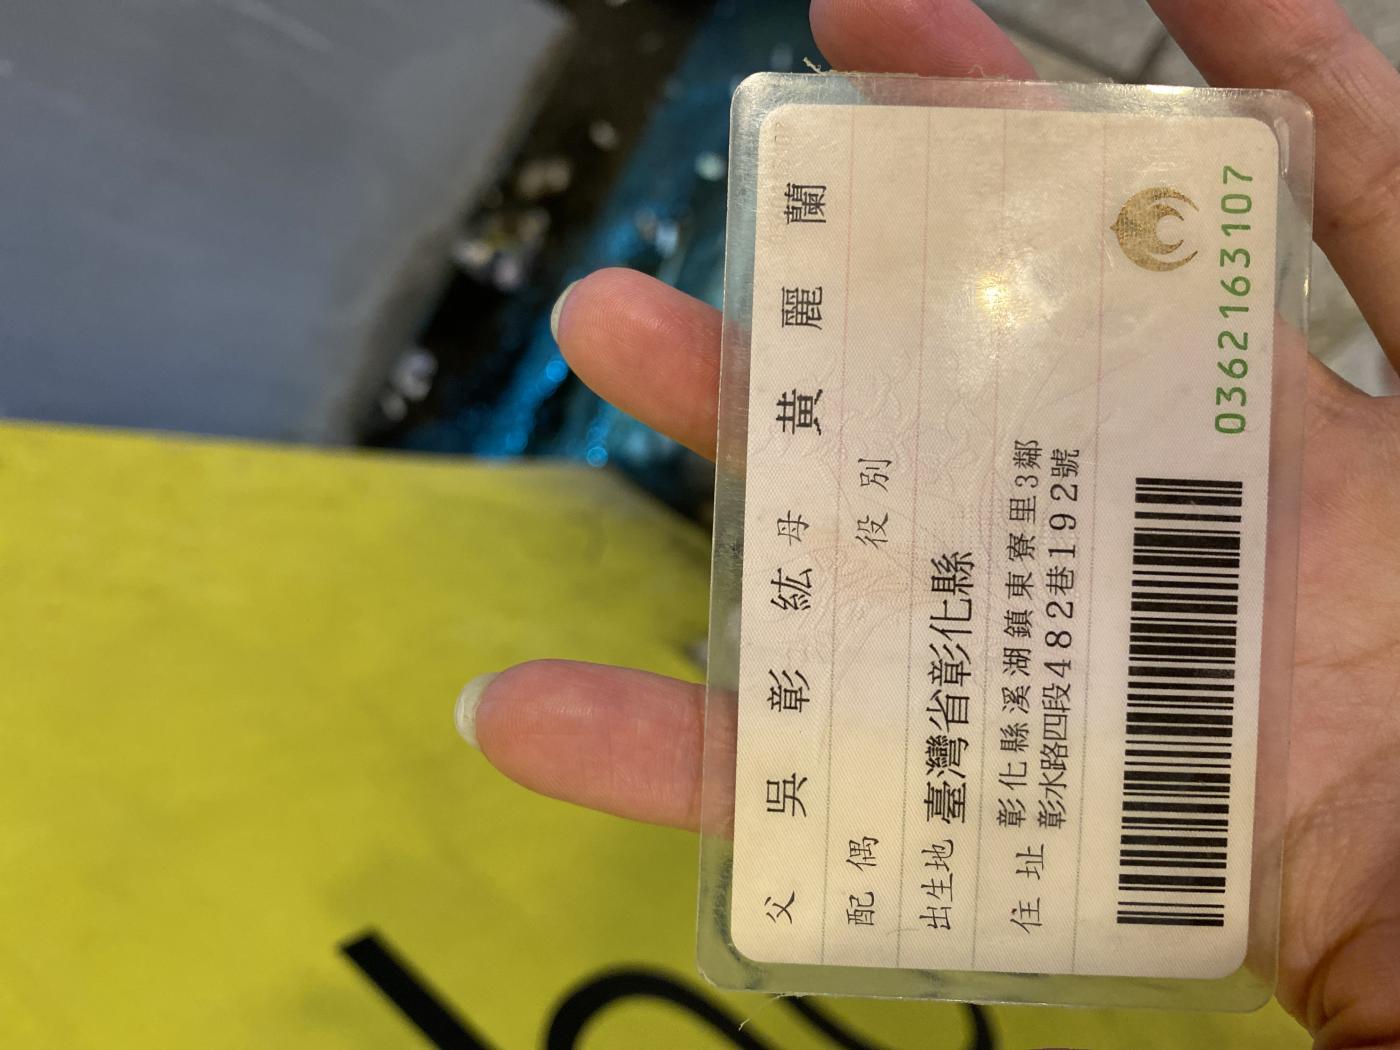 父 吳彰紘 母 黃麗蘭
配偶 役別
出生地 臺灣省彰化縣
住址 彰化縣溪湖鎮東寮里3鄰
彰水路四段482巷192號
0362163107